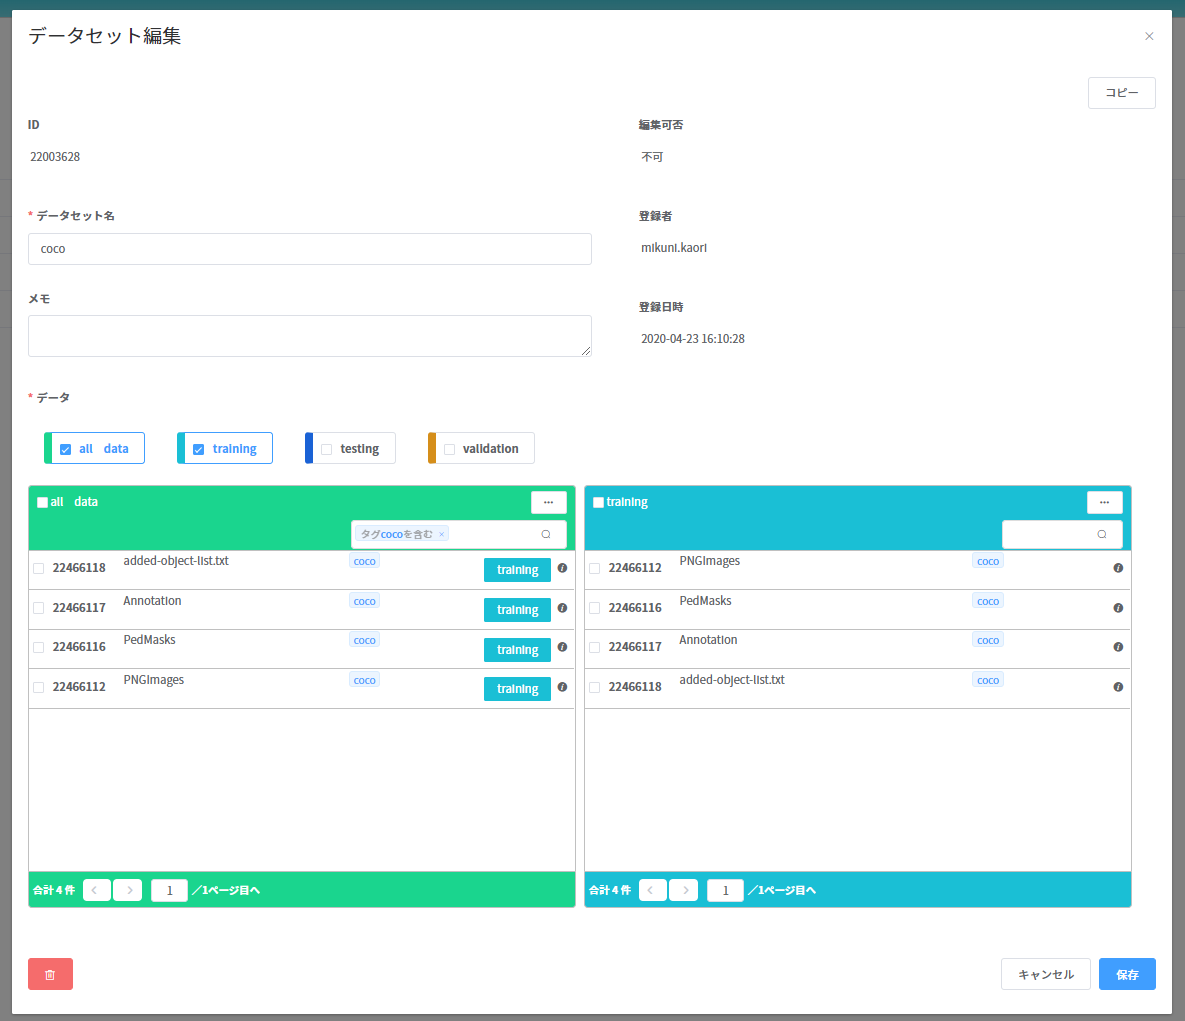 データセット編集
コピー
ID
22003628
編集可否
不可
* データセット名
coco
登録者
mikuni.kaori
メモ
登録日時
2020-04-23 16:10:28
* データ
all data
training
testing
validation
all data
...
タグcocoを含む ×
22466118 added-object-list.txt coco training
22466117 Annotation coco training
22466116 PedMasks coco training
22466112 PNGImages coco training
合計 4 件 < > 1 ／1ページ目へ
training
...
22466112 PNGImages coco
22466116 PedMasks coco
22466117 Annotation coco
22466118 added-object-list.txt coco
合計 4 件 < > 1 ／1ページ目へ
キャンセル
保存